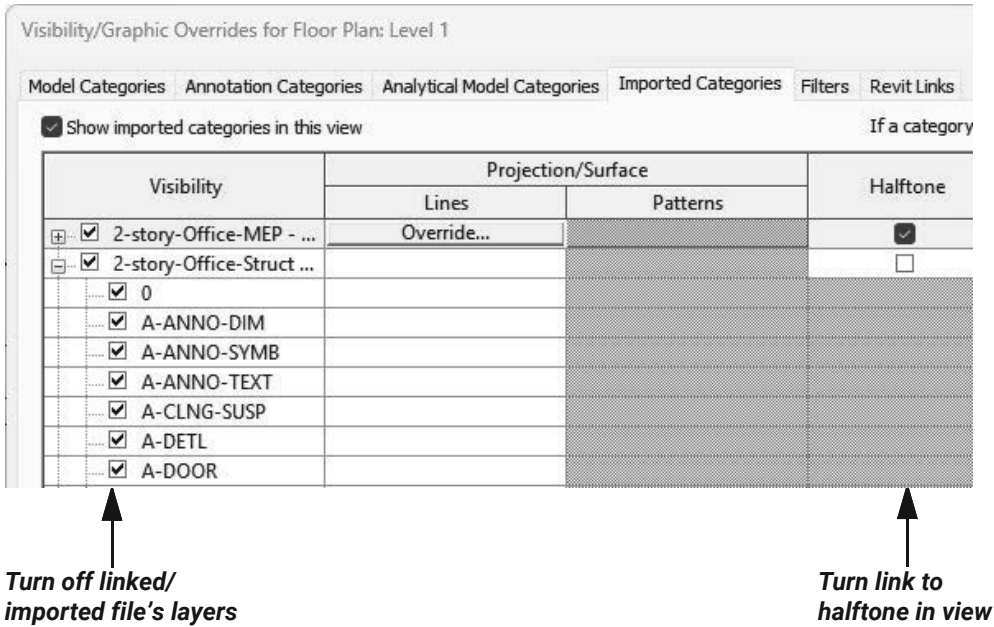 Visibility/Graphic Overrides for Floor Plan: Level 1
Model Categories Annotation Categories Analytical Model Categories Imported Categories Filters Revit Links
Show imported categories in this view If a category
Visibility Projection/Surface Halftone
Lines Patterns
2-story-Office-MEP - ... Override...
2-story-Office-Struct ...
0
A-ANNO-DIM
A-ANNO-SYMB
A-ANNO-TEXT
A-CLNG-SUSP
A-DETL
A-DOOR
Turn off linked/
imported file's layers
Turn link to
halftone in view